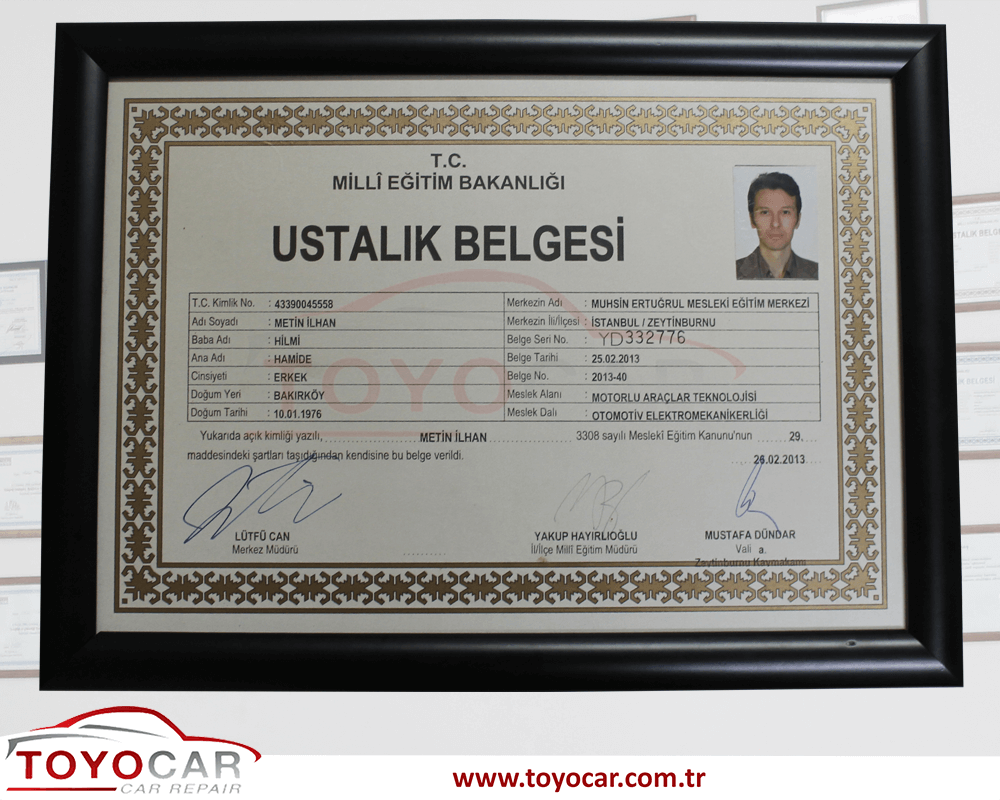 T.C.
MİLLÎ EĞİTİM BAKANLIĞI
USTALIK BELGESİ
T.C. Kimlik No. : 43390045558
Adı Soyadı : METİN İLHAN
Baba Adı : HİLMİ
Ana Adı : HAMİDE
Cinsiyeti : ERKEK
Doğum Yeri : BAKIRKÖY
Doğum Tarihi : 10.01.1976
Merkezin Adı : MUHSİN ERTUĞRUL MESLEKİ EĞİTİM MERKEZİ
Merkezin İli/İlçesi : İSTANBUL / ZEYTİNBURNU
Belge Seri No. : YD332776
Belge Tarihi : 25.02.2013
Belge No. : 2013-40
Meslek Alanı : MOTORLU ARAÇLAR TEKNOLOJİSİ
Meslek Dalı : OTOMOTİV ELEKTROMEKANİKERLİĞİ
Yukarıda açık kimliği yazılı, METİN İLHAN 3308 sayılı Meslekî Eğitim Kanunu'nun 29.
maddesindeki şartları taşıdığından kendisine bu belge verildi.
26.02.2013
LÜTFÜ CAN
Merkez Müdürü
YAKUP HAYIRLIOĞLU
İl/İlçe Millî Eğitim Müdürü
MUSTAFA DÜNDAR
Vali a.
Zeytinburnu Kaymakamı
TOYOCAR
TOYOCAR
CAR REPAIR
www.toyocar.com.tr